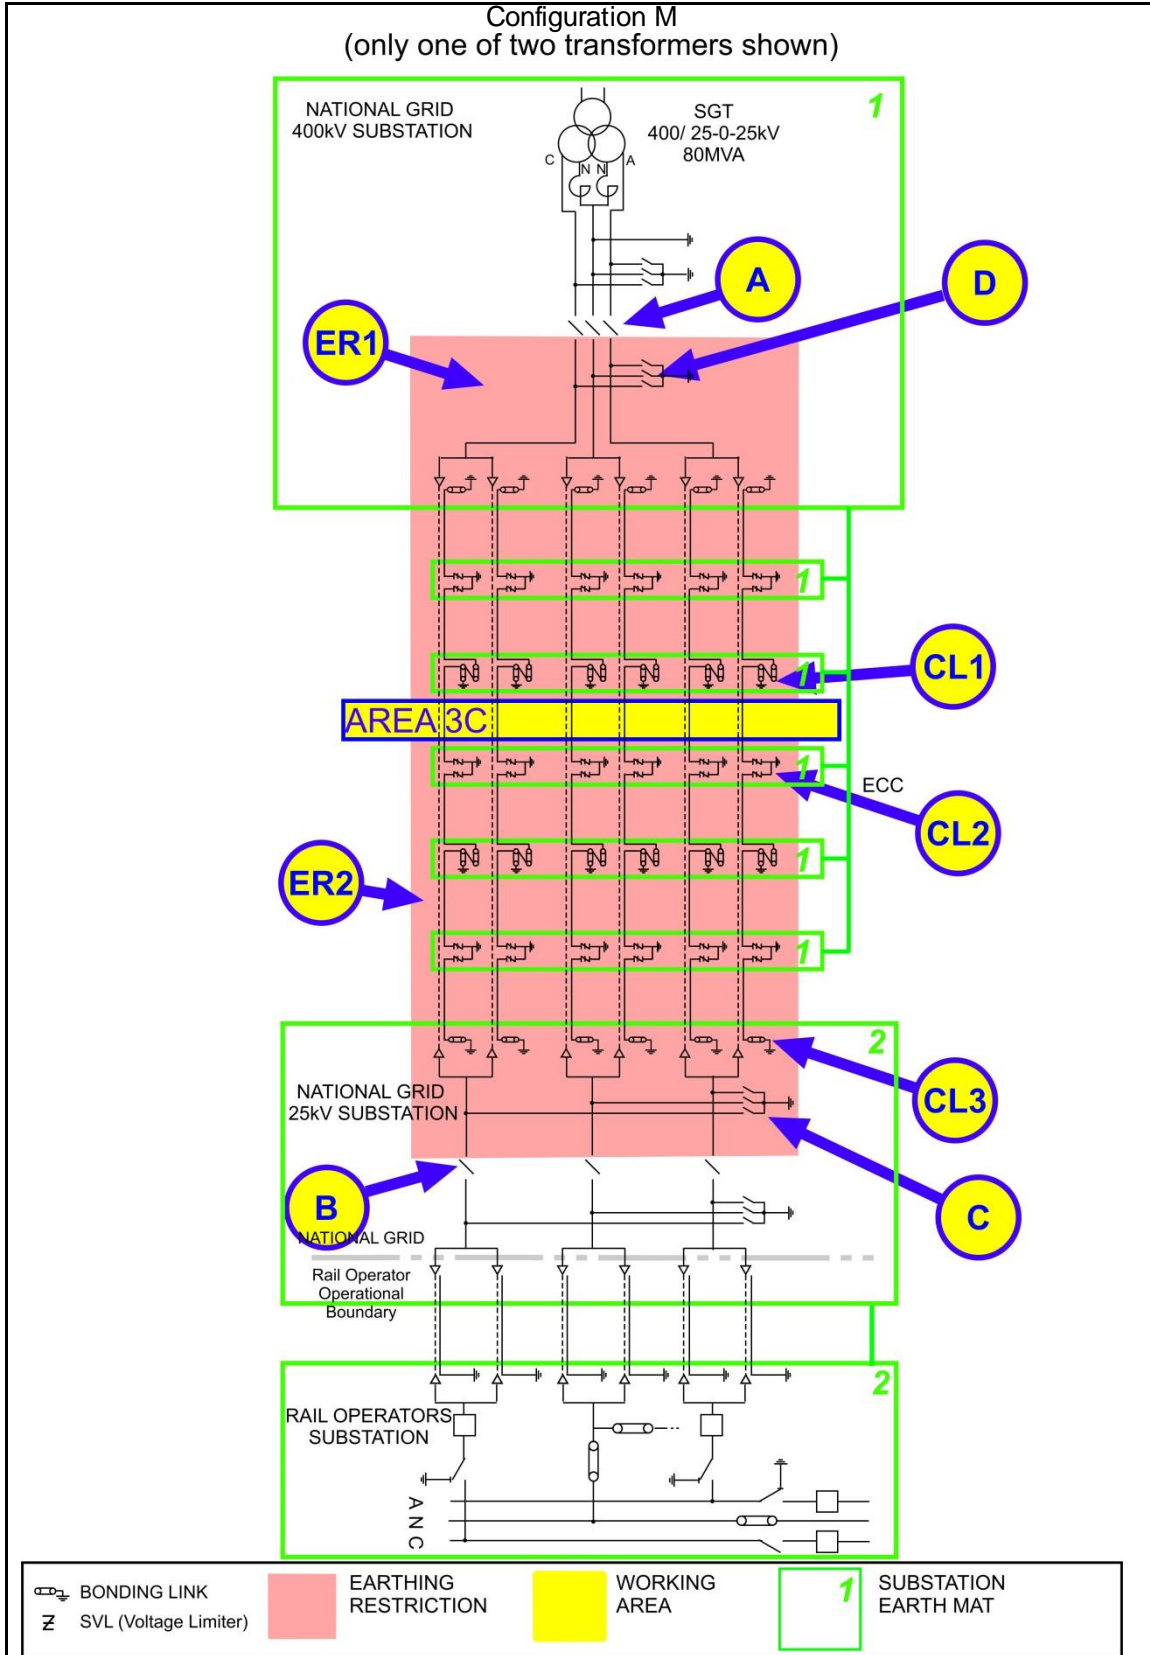 Configuration M
(only one of two transformers shown)
NATIONAL GRID
400kV SUBSTATION
SGT
400/ 25-0-25kV
80MVA
1
C
N N
A
A
D
ER1
1
CL1
1
AREA 3C
1
ECC
CL2
1
ER2
1
2
NATIONAL GRID
25kV SUBSTATION
CL3
B
C
NATIONAL GRID
Rail Operator
Operational
Boundary
2
RAIL OPERATORS
SUBSTATION
A
N
C
BONDING LINK
SVL (Voltage Limiter)
EARTHING
RESTRICTION
WORKING
AREA
1
SUBSTATION
EARTH MAT